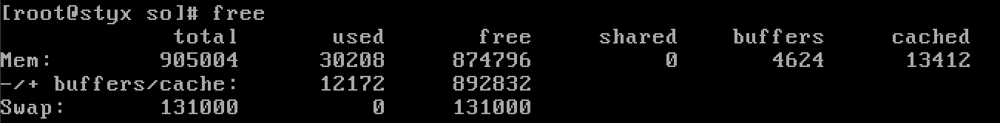 [root@styx sol]# free
             total       used       free     shared    buffers     cached
Mem:        905004      30208     874796          0       4624      13412
-/+ buffers/cache:      12172     892832
Swap:       131000          0     131000